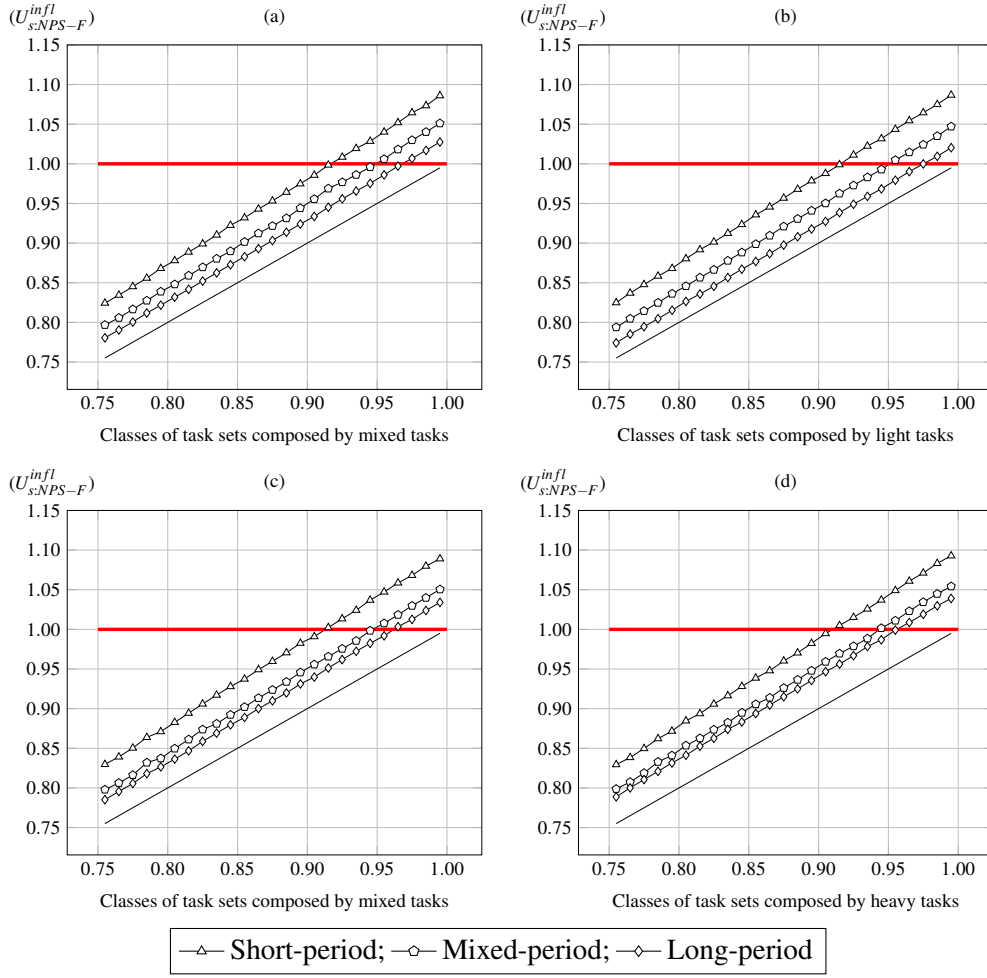 (U^{infl}_{s:NPS−F}) (a)
1.15
1.10
1.05
1.00
0.95
0.90
0.85
0.80
0.75
0.75 0.80 0.85 0.90 0.95 1.00
Classes of task sets composed by mixed tasks
(U^{infl}_{s:NPS−F}) (b)
1.15
1.10
1.05
1.00
0.95
0.90
0.85
0.80
0.75
0.75 0.80 0.85 0.90 0.95 1.00
Classes of task sets composed by light tasks
(U^{infl}_{s:NPS−F}) (c)
1.15
1.10
1.05
1.00
0.95
0.90
0.85
0.80
0.75
0.75 0.80 0.85 0.90 0.95 1.00
Classes of task sets composed by mixed tasks
(U^{infl}_{s:NPS−F}) (d)
1.15
1.10
1.05
1.00
0.95
0.90
0.85
0.80
0.75
0.75 0.80 0.85 0.90 0.95 1.00
Classes of task sets composed by heavy tasks
Short-period; Mixed-period; Long-period